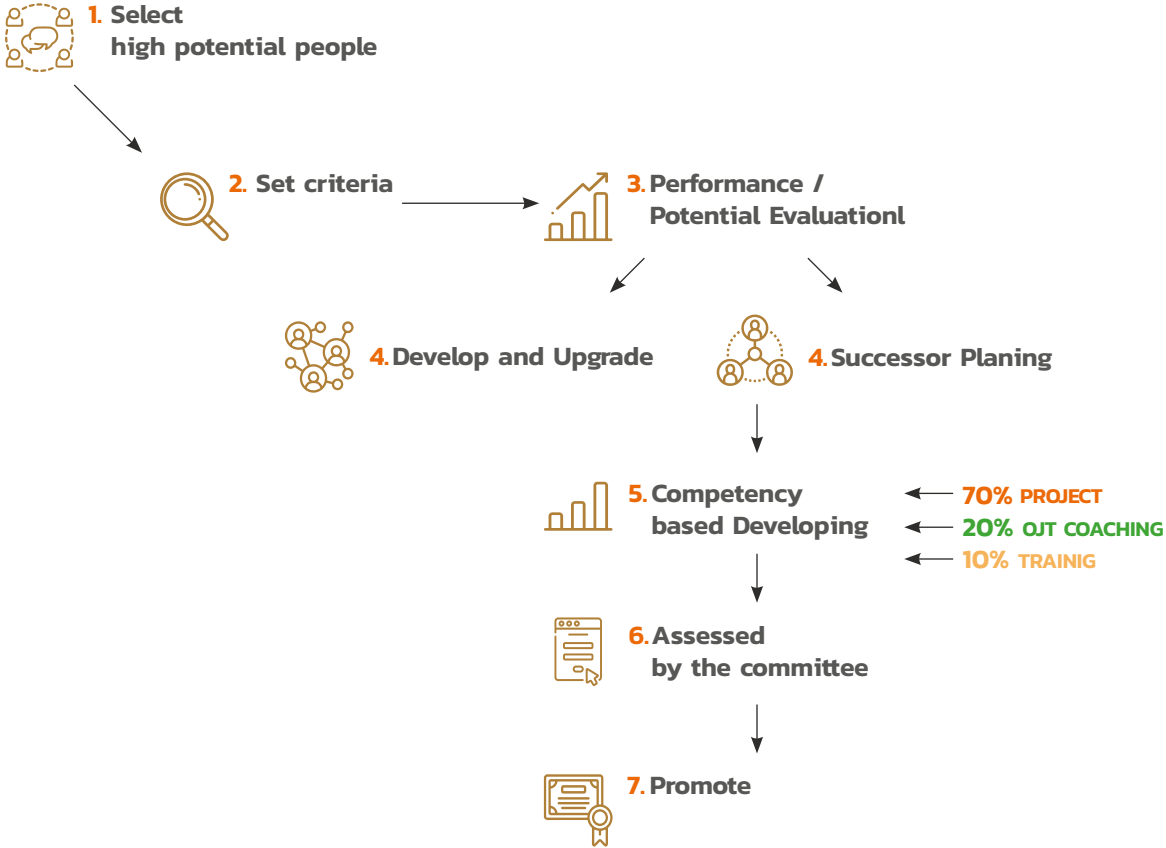 1. Select
high potential people
2. Set criteria
3. Performance /
Potential Evaluationl
4. Develop and Upgrade
4. Successor Planing
5. Competency
based Developing
70% PROJECT
20% OJT COACHING
10% TRAINIG
6. Assessed
by the committee
7. Promote